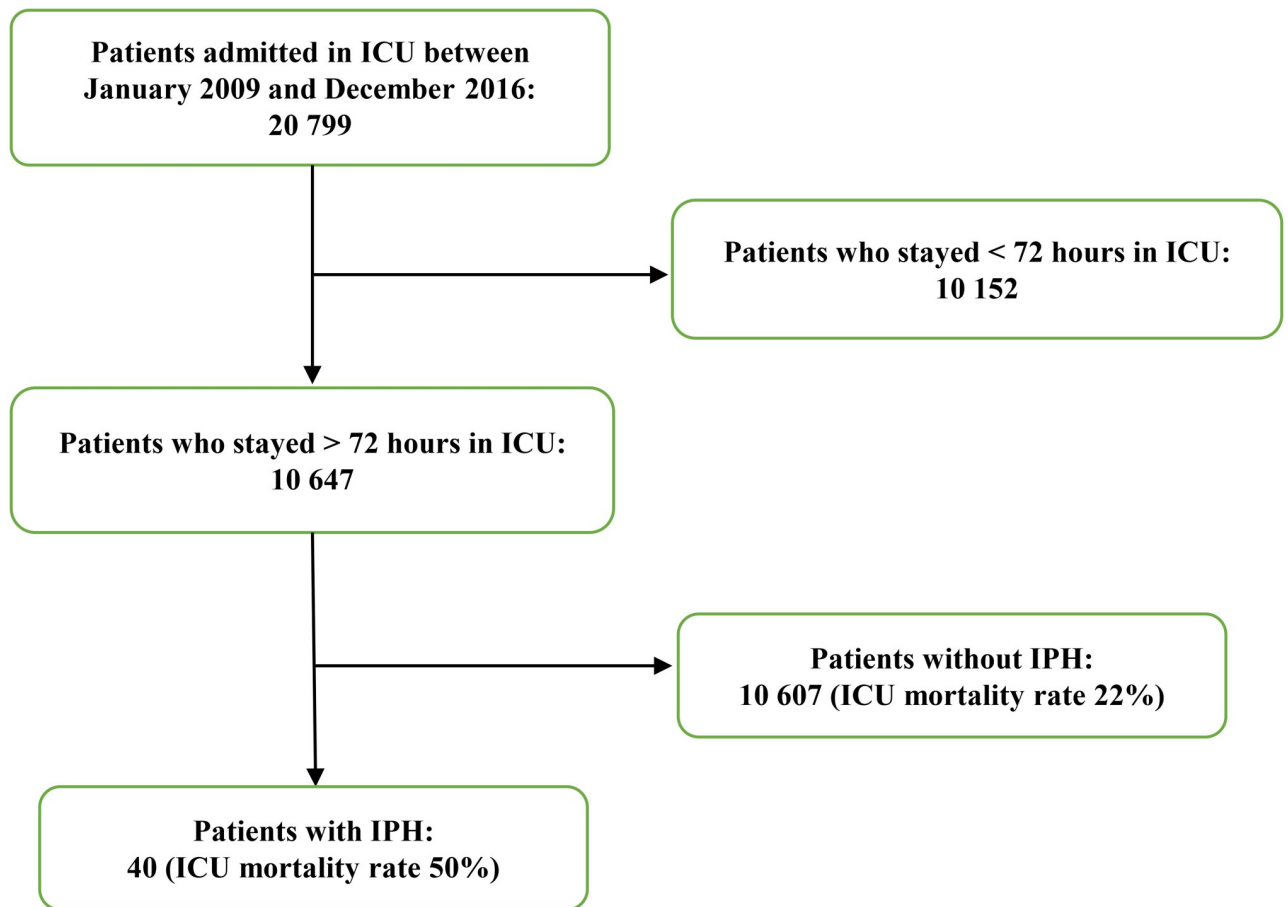 Patients admitted in ICU between
January 2009 and December 2016:
20 799
Patients who stayed < 72 hours in ICU:
10 152
Patients who stayed > 72 hours in ICU:
10 647
Patients without IPH:
10 607 (ICU mortality rate 22%)
Patients with IPH:
40 (ICU mortality rate 50%)